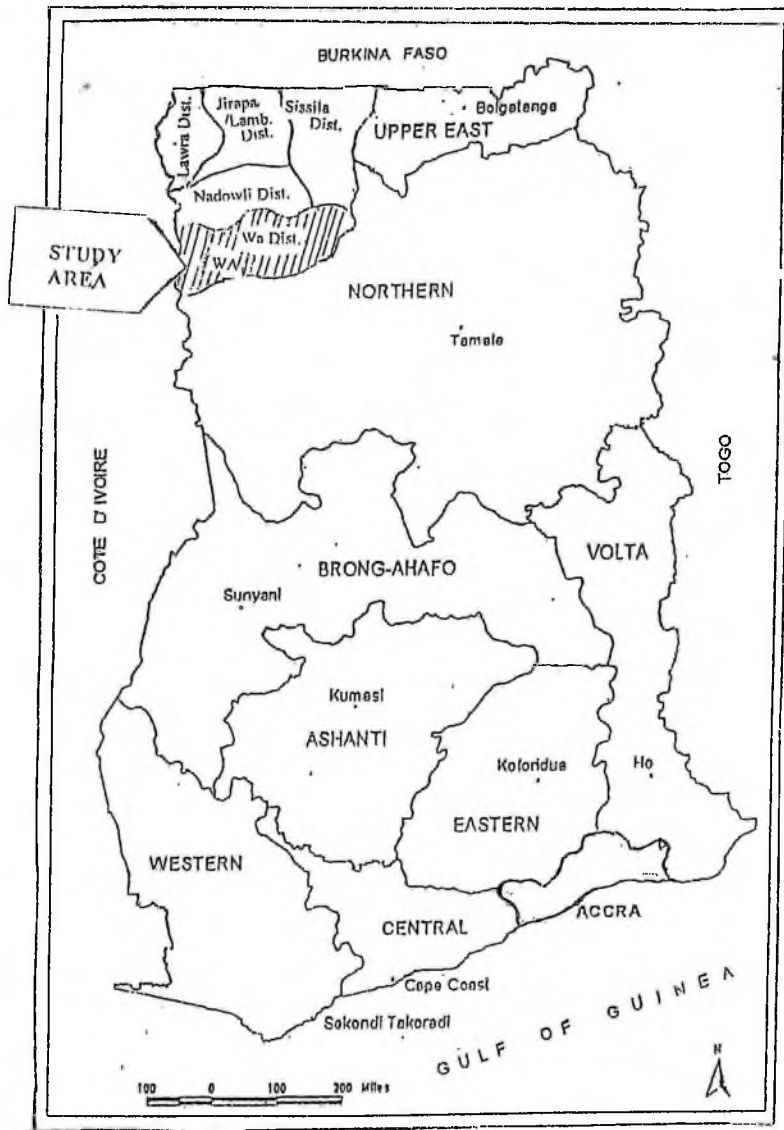 BURKINA FASO
Lawra Dist.
Jirapa
/Lamb.
Dist.
Sissila
Dist.
Bolgatanga
UPPER EAST
Nadowli Dist.
Wa Dist.
WA
STUDY
AREA
NORTHERN
Tamale
COTE D'IVOIRE
TOGO
VOLTA
BRONG-AHAFO
Sunyani
Kumasi
ASHANTI
Koforidua
Ho
EASTERN
WESTERN
CENTRAL
ACCRA
Cape Coast
Sekondi Takoradi
GULF OF GUINEA
N
100 0 100 200 Miles